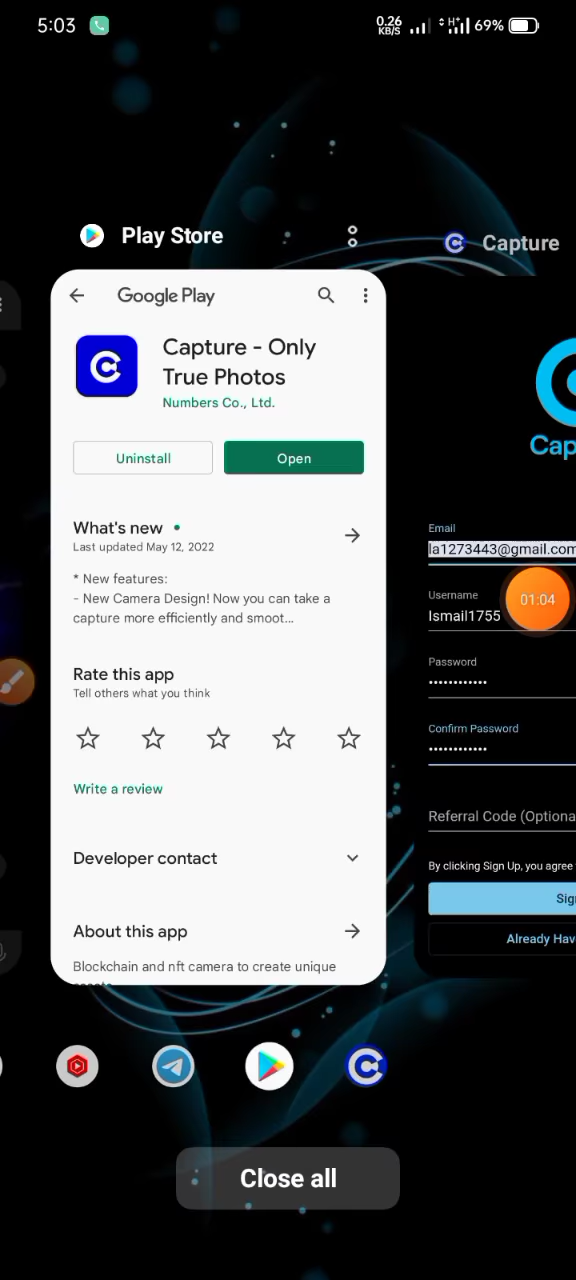 5:03
0.26
KB/S
H+
69%
Play Store
Capture
Google Play
Capture - Only
True Photos
Numbers Co., Ltd.
Uninstall
Open
What's new
Last updated May 12, 2022
* New features:
- New Camera Design! Now you can take a
capture more efficiently and smoot...
Rate this app
Tell others what you think
Write a review
Developer contact
About this app
Blockchain and nft camera to create unique
Cap
Email
la1273443@gmail.com
Username
Ismail1755
01:04
Password
Confirm Password
Referral Code (Optiona
By clicking Sign Up, you agree
Sig
Already Hav
Close all